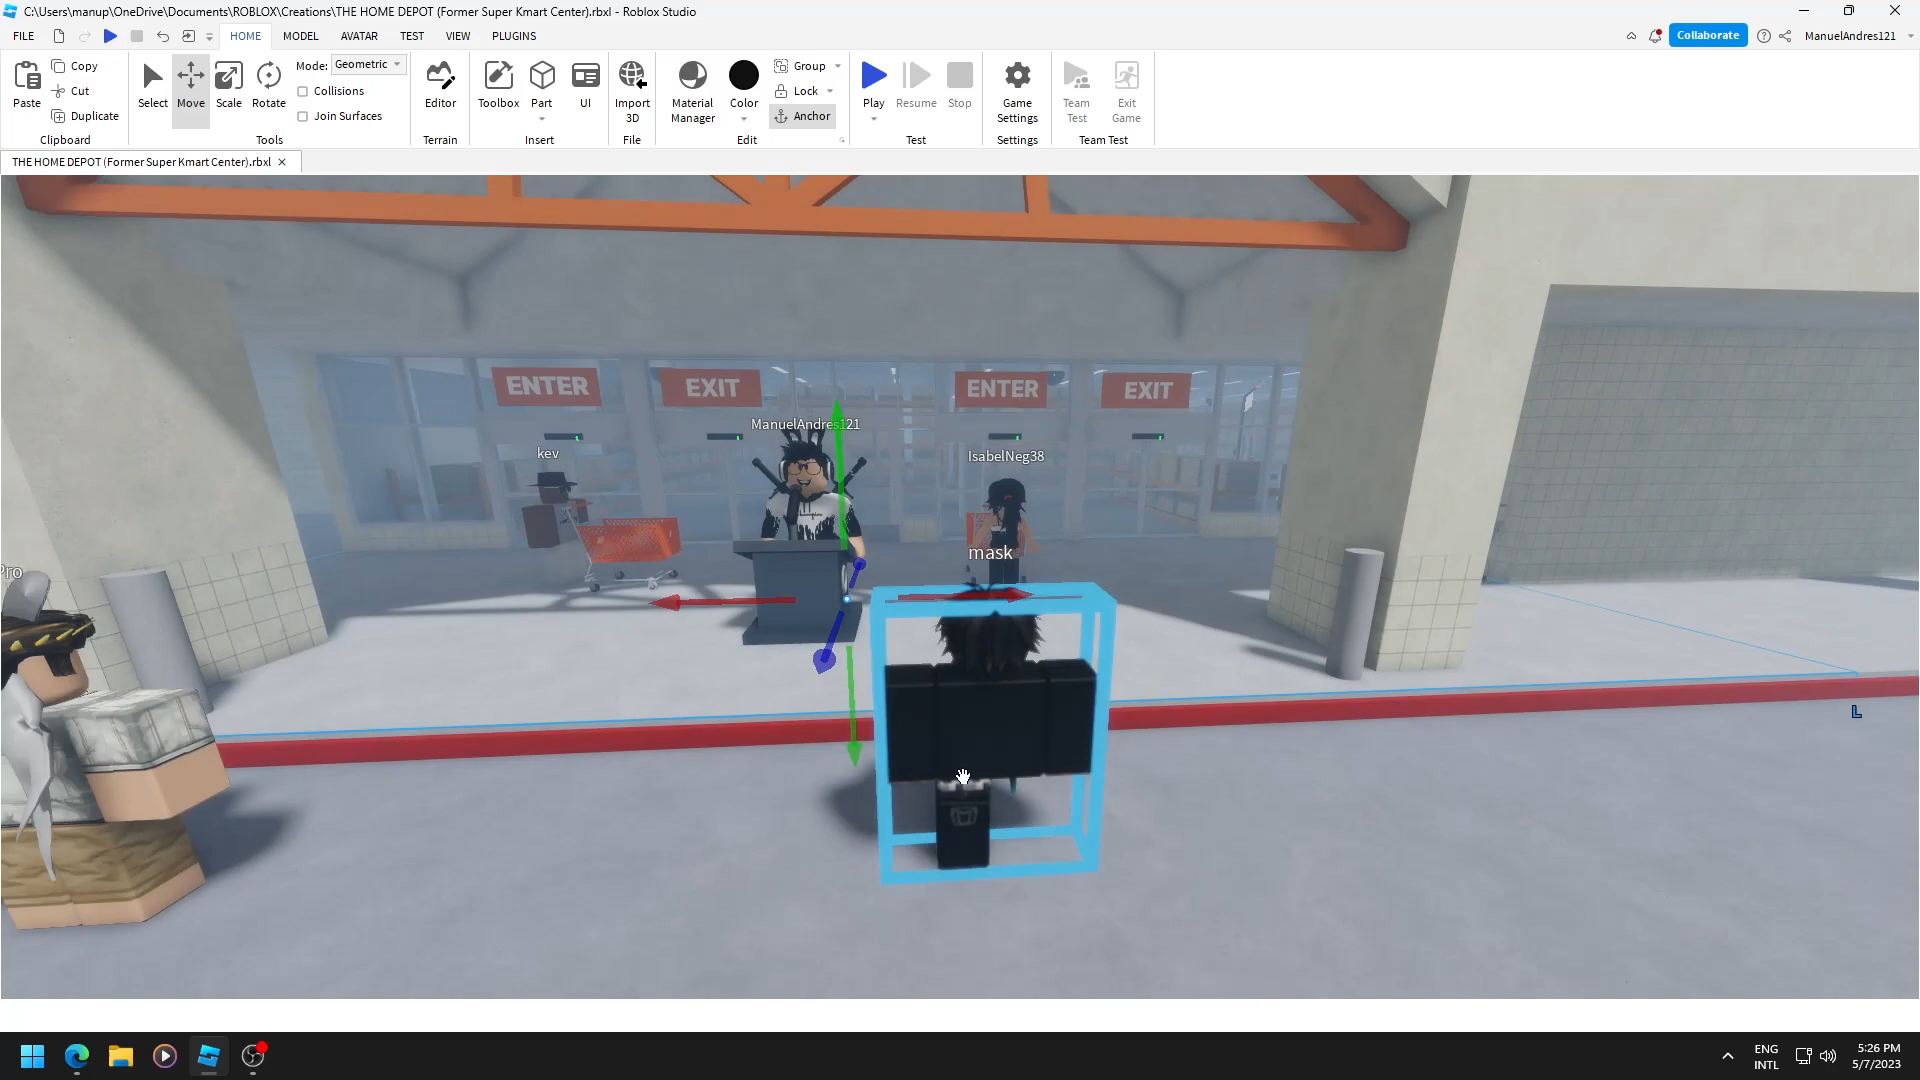 C:\Users\manup\OneDrive\Documents\ROBLOX\Creations\THE HOME DEPOT (Former Super Kmart Center).rbxl - Roblox Studio
FILE HOME MODEL AVATAR TEST VIEW PLUGINS Collaborate ManuelAndres121
Paste Copy Cut Duplicate Clipboard
Select Move Scale Rotate Mode: Geometric Collisions Join Surfaces Tools
Editor Terrain
Toolbox Part UI Insert
Import 3D File
Material Manager Color Group Lock Anchor Edit
Play Resume Stop Test
Game Settings Settings
Team Test Exit Game Team Test
THE HOME DEPOT (Former Super Kmart Center).rbxl
ENTER EXIT ENTER EXIT
ManuelAndres121
kev
IsabelNeg38
mask
Pro
L
ENG
INTL
5:26 PM
5/7/2023